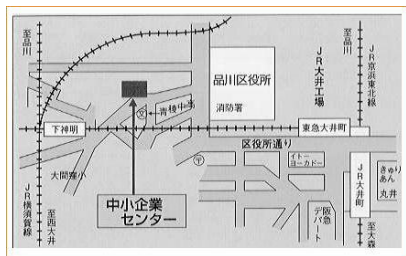 至品川
至品川
JR京浜東北線
JR大井工場
品川区役所
消防署
青稜中高
文
下神明
東急大井町
区役所通り
イトーヨーカドー
きゅりあん
丸井
JR大井町
大間窪小
中小企業
センター
阪急デパート
JR横須賀線
至西大井
至大森